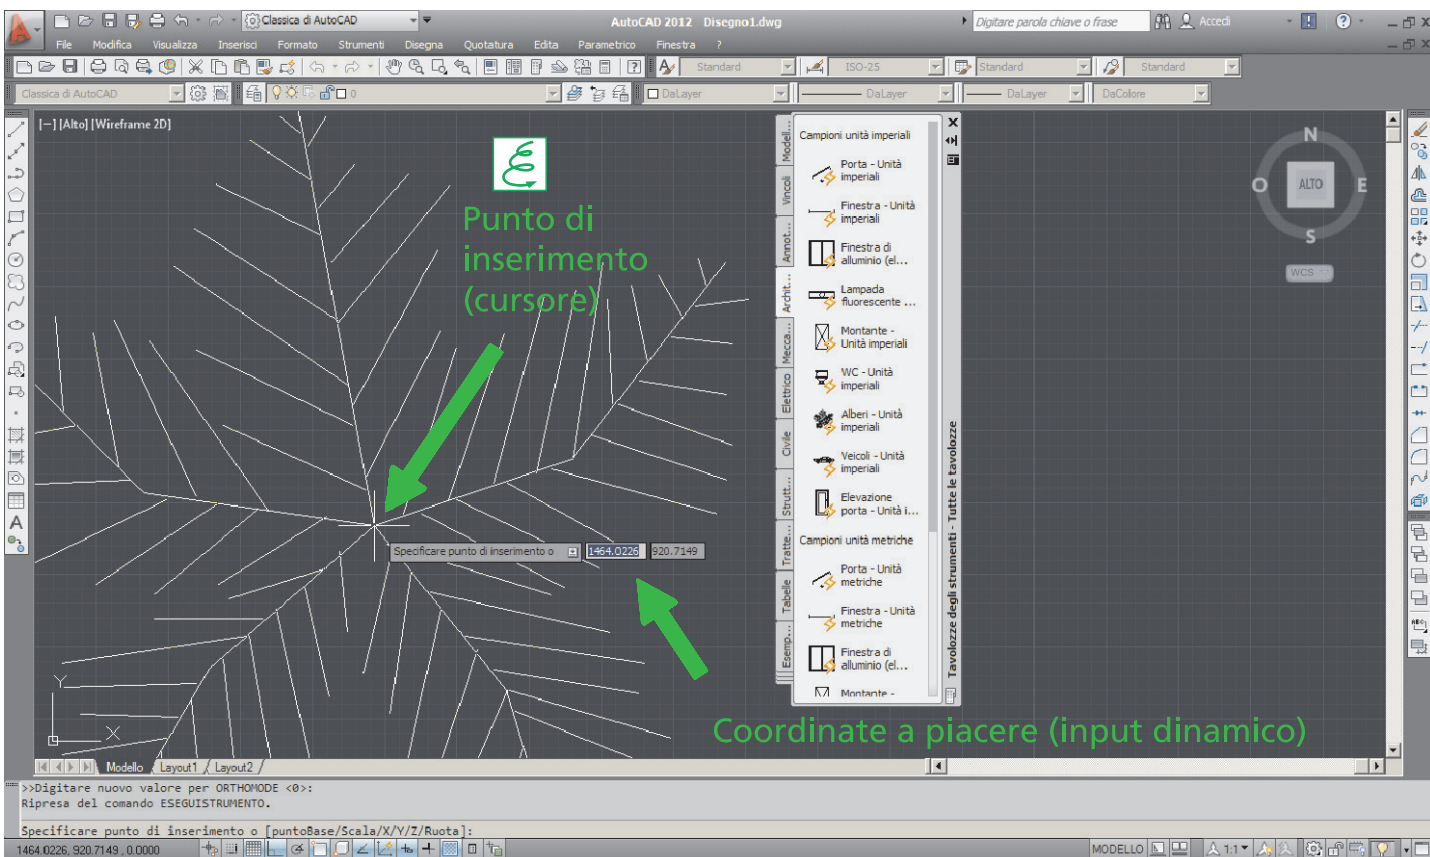 Classica di AutoCAD
AutoCAD 2012 Disegno1.dwg
Digitare parola chiave o frase
Accedi
File Modifica Visualizza Inserisci Formato Strumenti Disegna Quotatura Edita Parametrico Finestra ?
Standard ISO-25 Standard Standard
Classica di AutoCAD 0 DaLayer DaLayer DaLayer DaColore
[−] [Alto] [Wireframe 2D]
Punto di
inserimento
(cursore)
Specificare punto di inserimento o 1464.0226 920.7149
Y
X
Coordinate a piacere (input dinamico)
Modell...
Vincoli
Annot...
Archit...
Mecca...
Elettrico
Civile
Strutt...
Tratte...
Tabelle
Esemp...
Campioni unità imperiali
Porta - Unità
imperiali
Finestra - Unità
imperiali
Finestra di
alluminio (el...
Lampada
fluorescente ...
Montante -
Unità imperiali
WC - Unità
imperiali
Alberi - Unità
imperiali
Veicoli - Unità
imperiali
Elevazione
porta - Unità i...
Campioni unità metriche
Porta - Unità
metriche
Finestra - Unità
metriche
Finestra di
alluminio (el...
Montante -
Tavolozze degli strumenti - Tutte le tavolozze
N
O ALTO E
S
WCS
A
Modello Layout1 Layout2
>>Digitare nuovo valore per ORTHOMODE <0>:
Ripresa del comando ESEGUISTRUMENTO.
Specificare punto di inserimento o [puntoBase/Scala/X/Y/Z/Ruota]:
1464.0226, 920.7149 , 0.0000
MODELLO 1:1